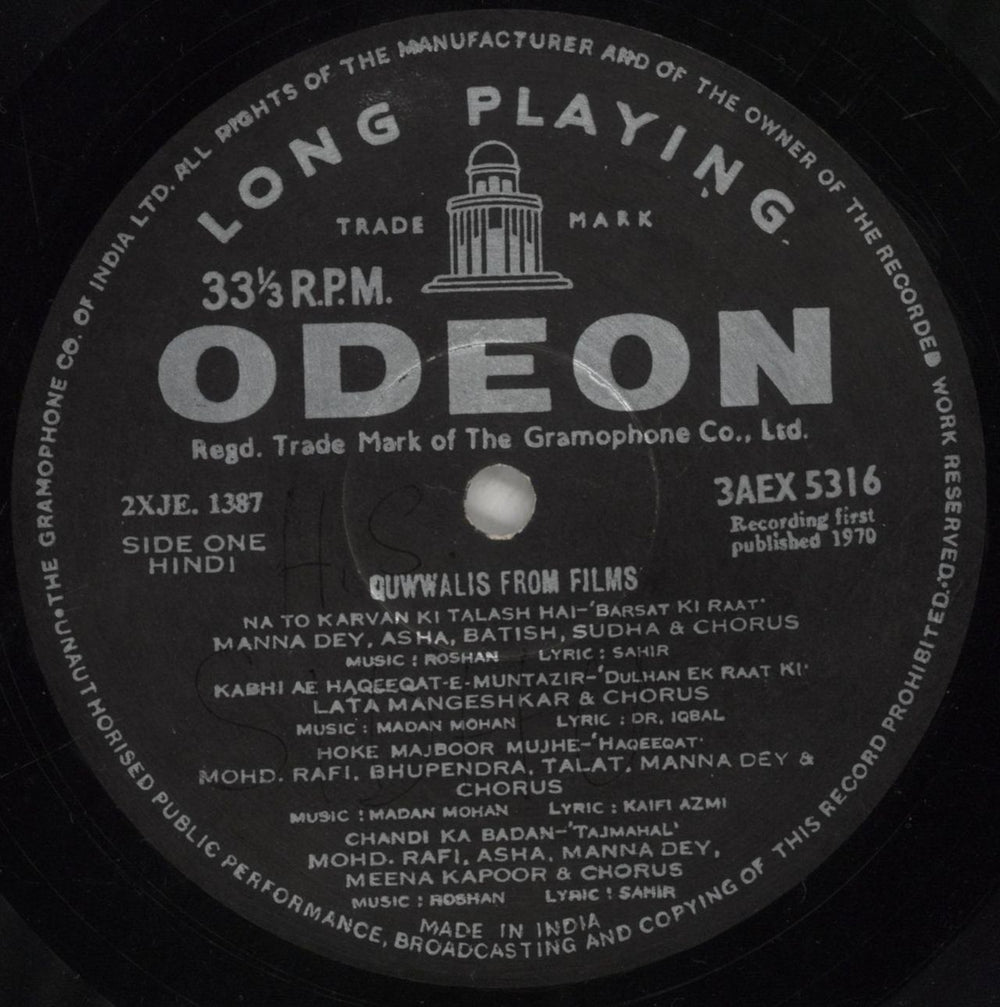 THE GRAMOPHONE CO. OF INDIA LTD. ALL RIGHTS OF THE MANUFACTURER AND OF THE OWNER OF THE RECORDED WORK RESERVED. UNAUTHORISED PUBLIC PERFORMANCE, BROADCASTING AND COPYING OF THIS RECORD PROHIBITED.
LONG PLAYING
TRADE MARK
33⅓ R.P.M.
ODEON
Regd. Trade Mark of The Gramophone Co., Ltd.
2XJE. 1387
3AEX 5316
SIDE ONE
HINDI
Recording first
published 1970
QUWWALIS FROM FILMS
NA TO KARVAN KI TALASH HAI-'BARSAT KI RAAT'
MANNA DEY, ASHA, BATISH, SUDHA & CHORUS
MUSIC : ROSHAN LYRIC : SAHIR
KABHI AE HAQEEQAT-E-MUNTAZIR-'DULHAN EK RAAT KI'
LATA MANGESHKAR & CHORUS
MUSIC : MADAN MOHAN LYRIC : DR. IQBAL
HOKE MAJBOOR MUJHE-'HAQEEQAT'
MOHD. RAFI, BHUPENDRA, TALAT, MANNA DEY &
CHORUS
MUSIC : MADAN MOHAN LYRIC : KAIFI AZMI
CHANDI KA BADAN-'TAJMAHAL'
MOHD. RAFI, ASHA, MANNA DEY,
MEENA KAPOOR & CHORUS
MUSIC : ROSHAN LYRIC : SAHIR
MADE IN INDIA